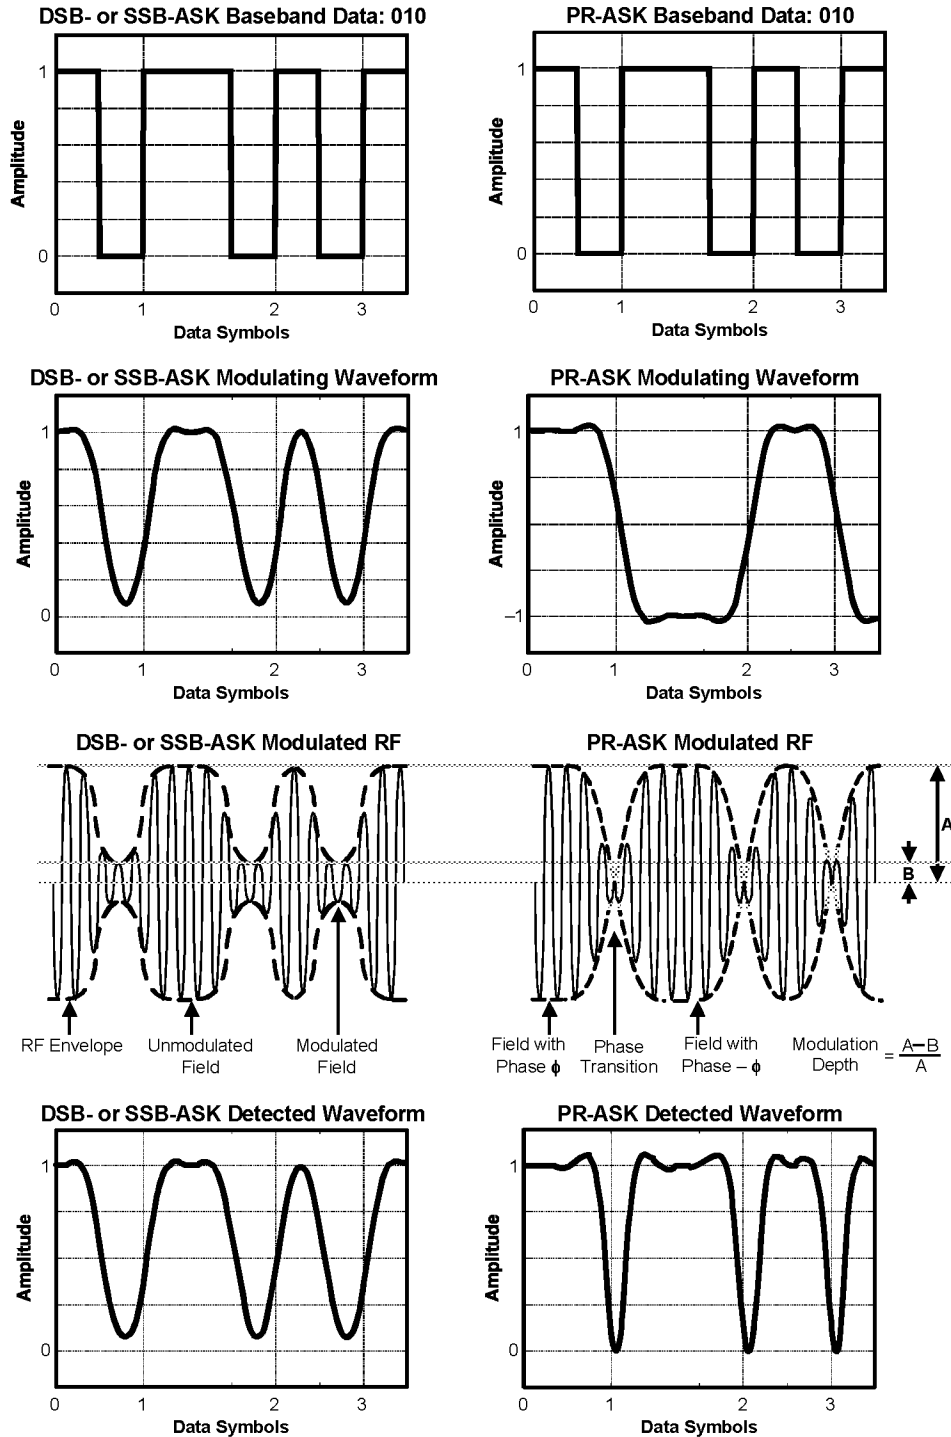 DSB- or SSB-ASK Baseband Data: 010
Amplitude
1
0
0 1 2 3
Data Symbols
PR-ASK Baseband Data: 010
Amplitude
1
0
0 1 2 3
Data Symbols
DSB- or SSB-ASK Modulating Waveform
Amplitude
1
0
0 1 2 3
Data Symbols
PR-ASK Modulating Waveform
Amplitude
1
–1
0 1 2 3
Data Symbols
DSB- or SSB-ASK Modulated RF
RF Envelope
Unmodulated
Field
Modulated
Field
PR-ASK Modulated RF
A
B
Field with
Phase ϕ
Phase
Transition
Field with
Phase – ϕ
Modulation
Depth
= A–B
A
DSB- or SSB-ASK Detected Waveform
Amplitude
1
0
0 1 2 3
Data Symbols
PR-ASK Detected Waveform
Amplitude
1
0
0 1 2 3
Data Symbols